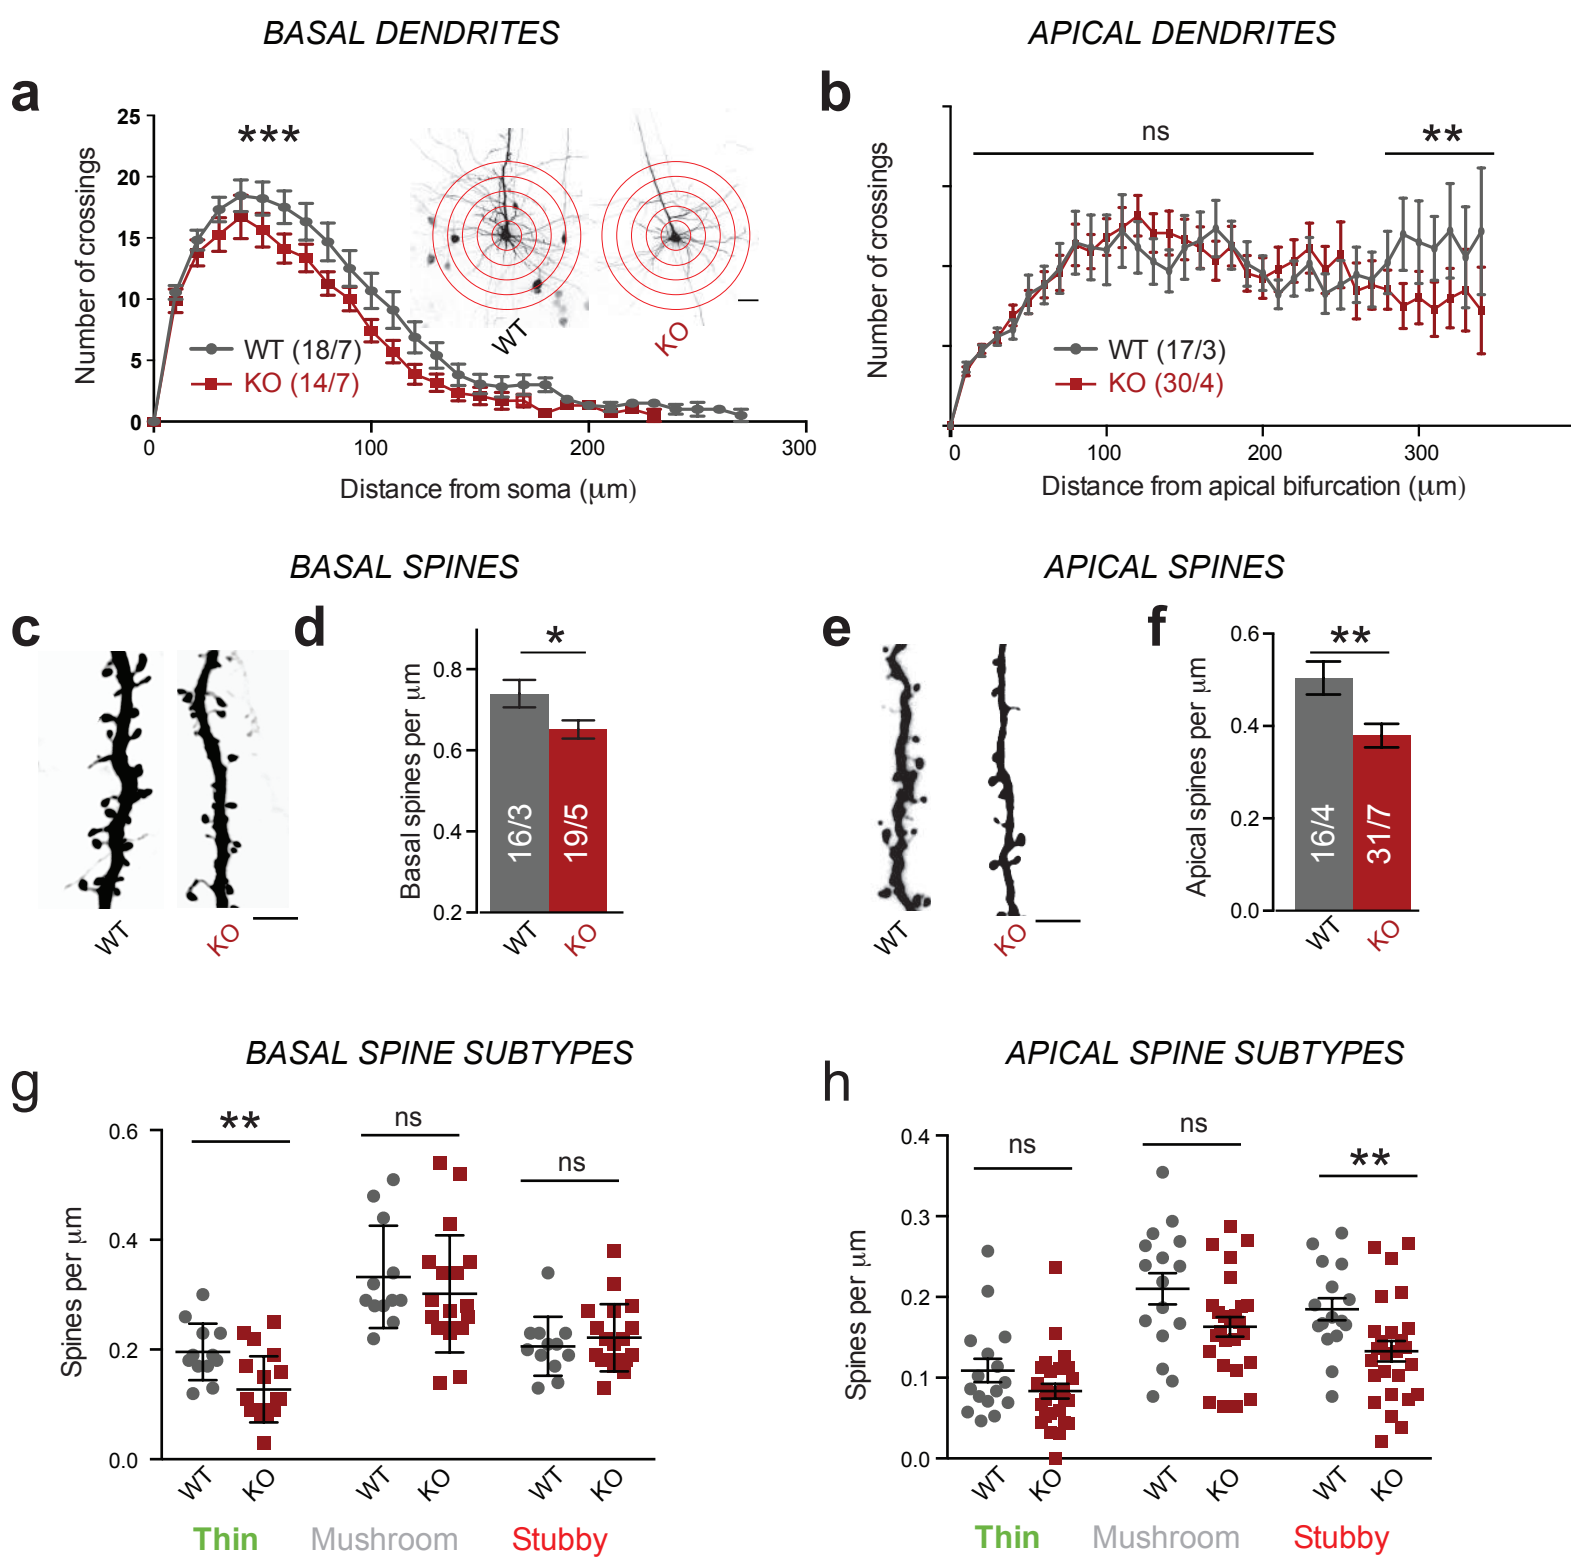 BASAL DENDRITES
APICAL DENDRITES
a
b
25
20
15
10
5
0
Number of crossings
***
WT (18/7)
KO (14/7)
WT
KO
0
100
200
300
Distance from soma (μm)
Number of crossings
ns
**
WT (17/3)
KO (30/4)
0
100
200
300
Distance from apical bifurcation (μm)
BASAL SPINES
APICAL SPINES
c
WT
KO
d
Basal spines per μm
0.8
0.6
0.4
0.2
*
16/3
19/5
WT
KO
e
WT
KO
f
Apical spines per μm
0.6
0.4
0.2
0.0
**
16/4
31/7
WT
KO
BASAL SPINE SUBTYPES
APICAL SPINE SUBTYPES
g
Spines per μm
0.6
0.4
0.2
0.0
**
ns
ns
WT
KO
WT
KO
WT
KO
Thin
Mushroom
Stubby
h
Spines per μm
0.4
0.3
0.2
0.1
0.0
ns
ns
**
WT
KO
WT
KO
WT
KO
Thin
Mushroom
Stubby